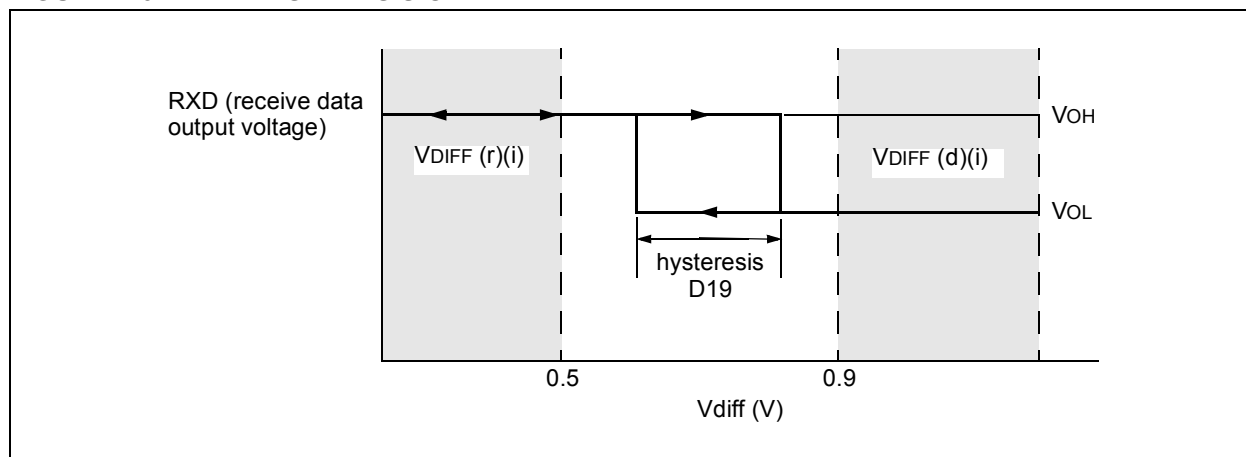 RXD (receive data
output voltage)
VDIFF (r)(i)
VDIFF (d)(i)
VOH
VOL
hysteresis
D19
0.5
0.9
Vdiff (V)